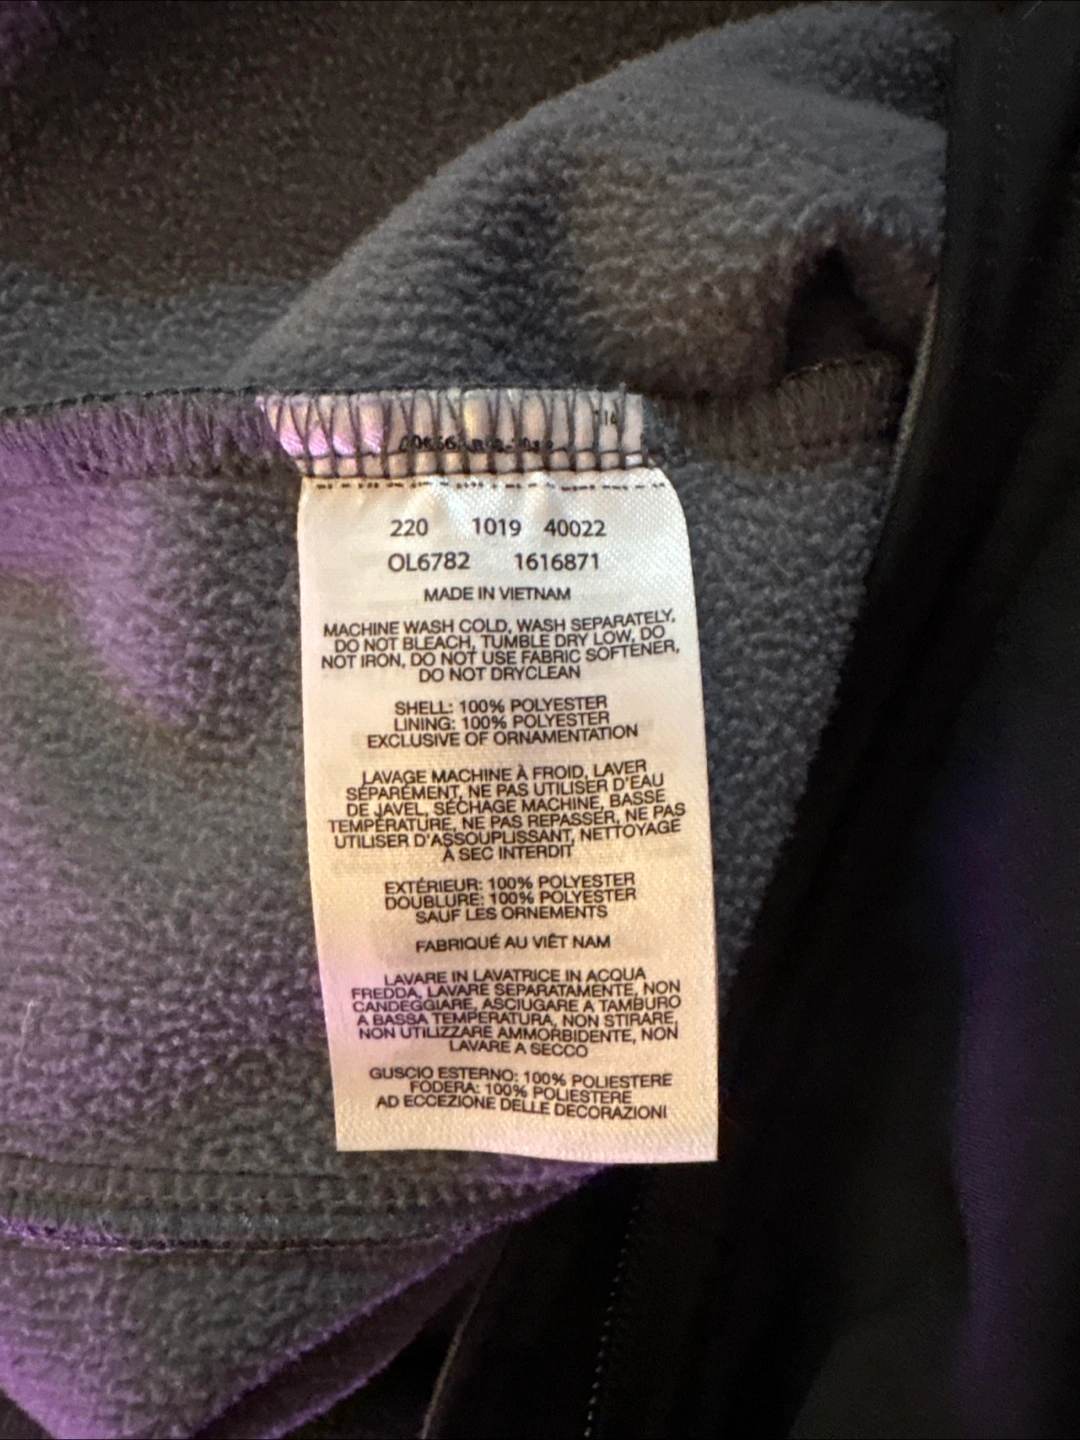 220 1019 40022
OL6782 1616871
MADE IN VIETNAM
MACHINE WASH COLD, WASH SEPARATELY,
DO NOT BLEACH, TUMBLE DRY LOW, DO
NOT IRON, DO NOT USE FABRIC SOFTENER,
DO NOT DRYCLEAN
SHELL: 100% POLYESTER
LINING: 100% POLYESTER
EXCLUSIVE OF ORNAMENTATION
LAVAGE MACHINE À FROID, LAVER
SÉPARÉMENT, NE PAS UTILISER D'EAU
DE JAVEL, SÉCHAGE MACHINE, BASSE
TEMPÉRATURE, NE PAS REPASSER, NE PAS
UTILISER D'ASSOUPLISSANT, NETTOYAGE
À SEC INTERDIT
EXTÉRIEUR: 100% POLYESTER
DOUBLURE: 100% POLYESTER
SAUF LES ORNEMENTS
FABRIQUÉ AU VIÊT NAM
LAVARE IN LAVATRICE IN ACQUA
FREDDA, LAVARE SEPARATAMENTE, NON
CANDEGGIARE, ASCIUGARE A TAMBURO
A BASSA TEMPERATURA, NON STIRARE,
NON UTILIZZARE AMMORBIDENTE, NON
LAVARE A SECCO
GUSCIO ESTERNO: 100% POLIESTERE
FODERA: 100% POLIESTERE
AD ECCEZIONE DELLE DECORAZIONI